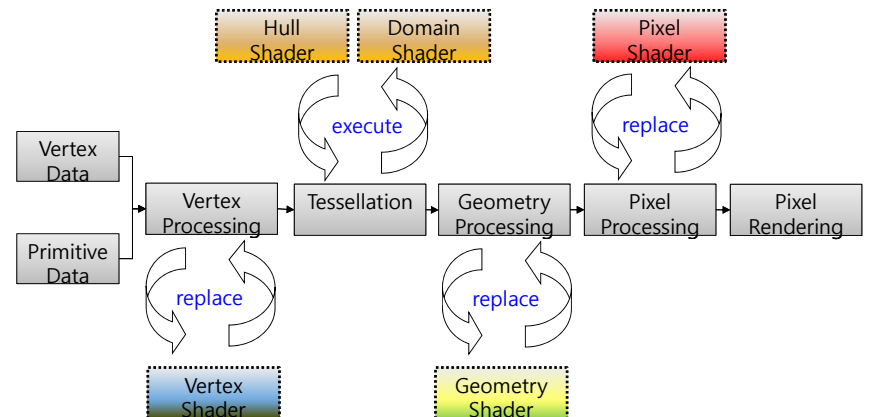 Hull
Shader
Domain
Shader
Pixel
Shader
execute
replace
Vertex
Data
Primitive
Data
Vertex
Processing
Tessellation
Geometry
Processing
Pixel
Processing
Pixel
Rendering
replace
replace
Vertex
Shader
Geometry
Shader